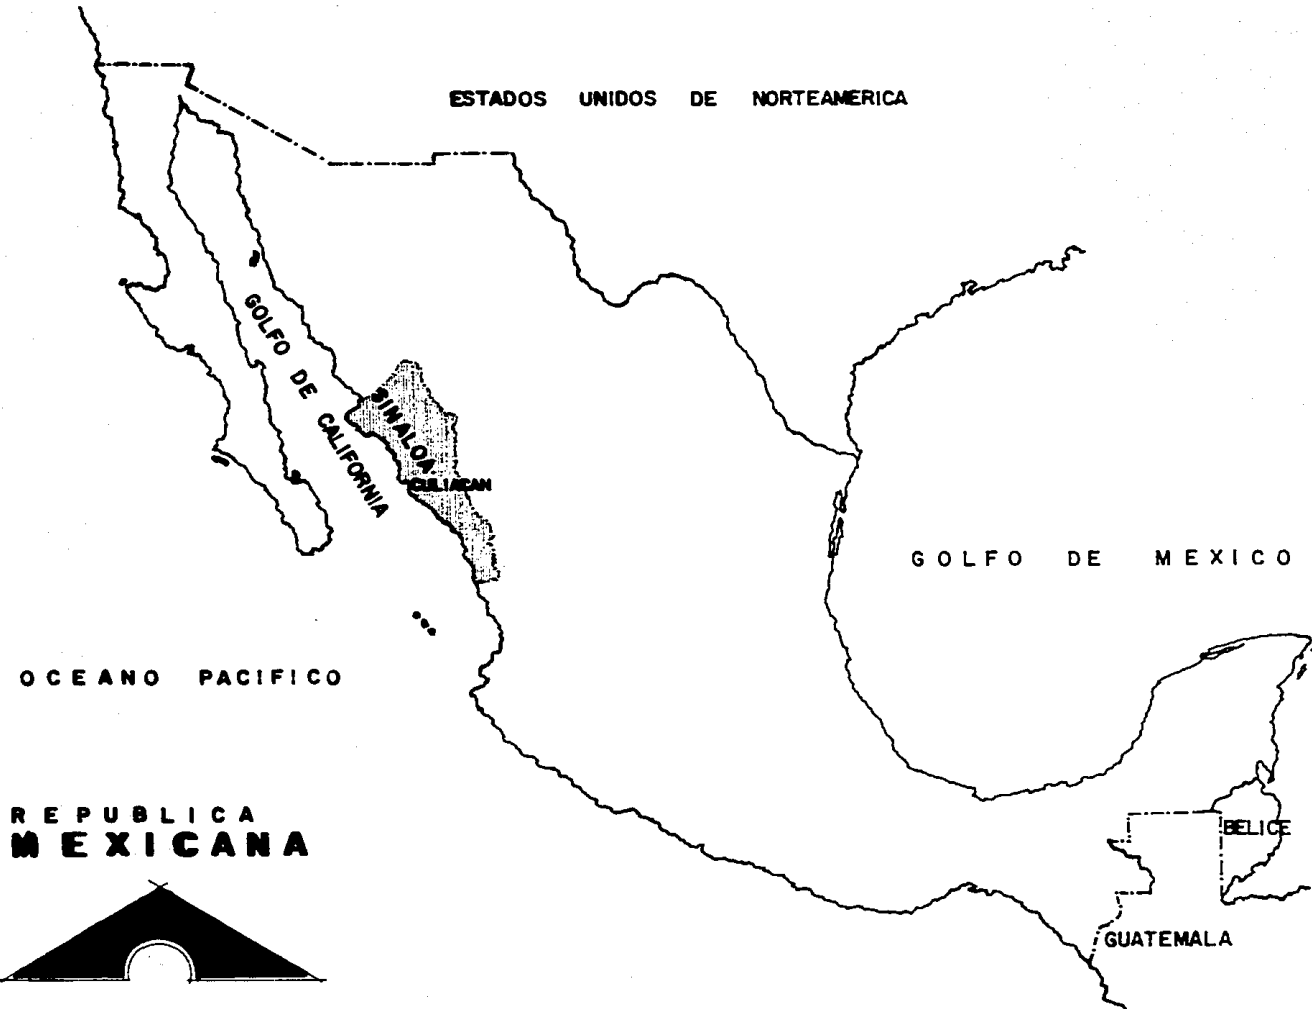 ESTADOS UNIDOS DE NORTEAMERICA
GOLFO DE CALIFORNIA
SINALOA
CULIACAN
GOLFO DE MEXICO
OCEANO PACIFICO
REPUBLICA
MEXICANA
BELICE
GUATEMALA